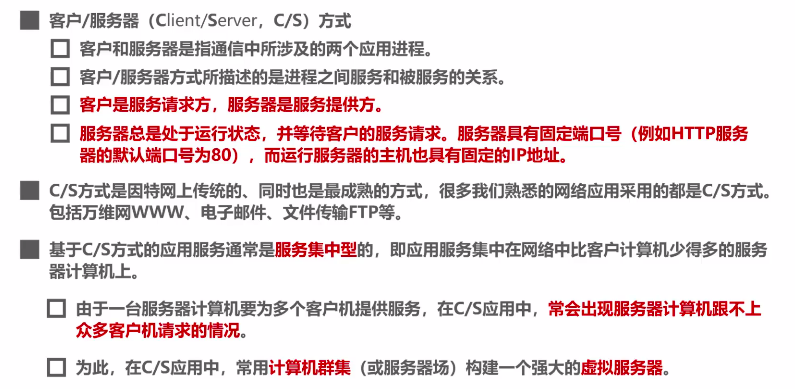 客户/服务器（Client/Server，C/S）方式
客户和服务器是指通信中所涉及的两个应用进程。
客户/服务器方式所描述的是进程之间服务和被服务的关系。
客户是服务请求方，服务器是服务提供方。
服务器总是处于运行状态，并等待客户的服务请求。服务器具有固定端口号（例如HTTP服务
器的默认端口号为80），而运行服务器的主机也具有固定的IP地址。
C/S方式是因特网上传统的、同时也是最成熟的方式，很多我们熟悉的网络应用采用的都是C/S方式。
包括万维网WWW、电子邮件、文件传输FTP等。
基于C/S方式的应用服务通常是服务集中型的，即应用服务集中在网络中比客户计算机少得多的服务
器计算机上。
由于一台服务器计算机要为多个客户机提供服务，在C/S应用中，常会出现服务器计算机跟不上
众多客户机请求的情况。
为此，在C/S应用中，常用计算机群集（或服务器场）构建一个强大的虚拟服务器。